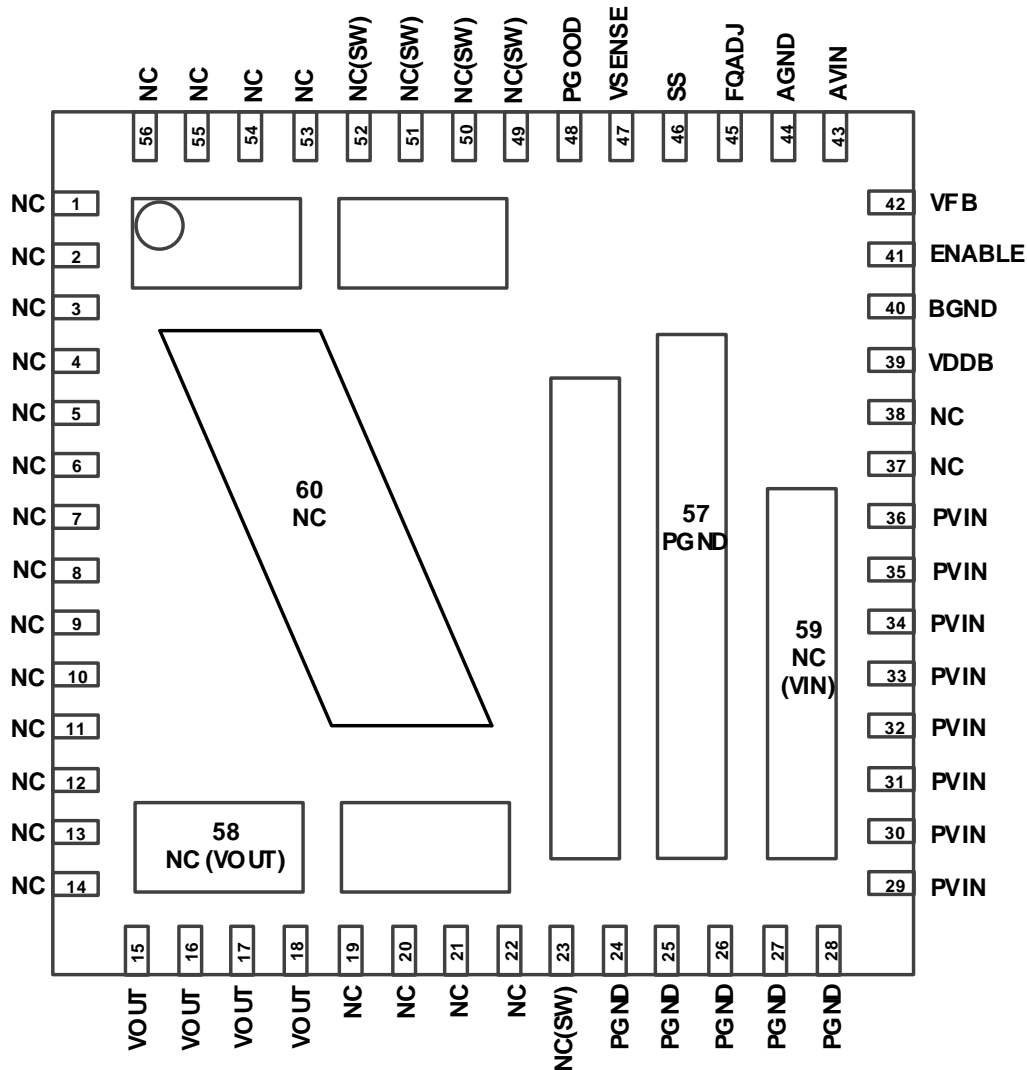 NC NC NC NC NC(SW) NC(SW) NC(SW) NC(SW) PGOOD VSENSE SS FQADJ AGND AVIN
56 55 54 53 52 51 50 49 48 47 46 45 44 43
NC 1
NC 2
NC 3
NC 4
NC 5
NC 6
NC 7
NC 8
NC 9
NC 10
NC 11
NC 12
NC 13
NC 14
60
NC
57
PGND
59
NC
(VIN)
58
NC (VOUT)
42 VFB
41 ENABLE
40 BGND
39 VDDB
38 NC
37 NC
36 PVIN
35 PVIN
34 PVIN
33 PVIN
32 PVIN
31 PVIN
30 PVIN
29 PVIN
15 16 17 18 19 20 21 22 23 24 25 26 27 28
VOUT VOUT VOUT VOUT NC NC NC NC NC(SW) PGND PGND PGND PGND PGND